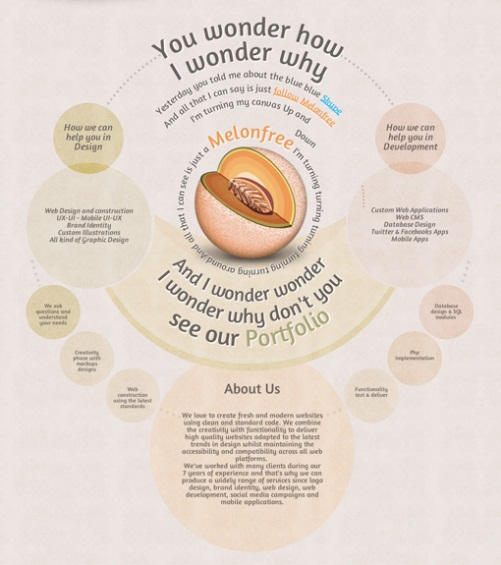 You wonder how
I wonder why
Yesterday you told me about the blue blue Skype
And all that I can say is just follow Melonfree
I'm turning my canvas Up and
Down
I'm turning turning turning turning turning around And all that I can see is just a
Melonfree
And I wonder wonder
I wonder why don't you
see our Portfolio
How we can
help you in
Design
Web Design and construction
UX-UI - Mobile UI-UX
Brand Identity
Custom Illustrations
All kind of Graphic Design
We ask
questions and
understand
your needs
Creativity
phase with
mockups
designs
Web
construction
using the latest
standards
How we can
help you in
Development
Custom Web Applications
Web CMS
Database Design
Twitter & Facebooks Apps
Mobile Apps
Database
design & SQL
modules
Php
implementation
Functionality
test & deliver
About Us
We love to create fresh and modern websites
using clean and standard code. We combine
the creativity with functionality to deliver
high quality websites adapted to the latest
trends in design whilst maintaining the
accessibility and compatibility across all web
platforms.
We've worked with many clients during our
7 years of experience and that's why we can
produce a widely range of services since logo
design, brand identity, web design, web
development, social media campaigns and
mobile applications.